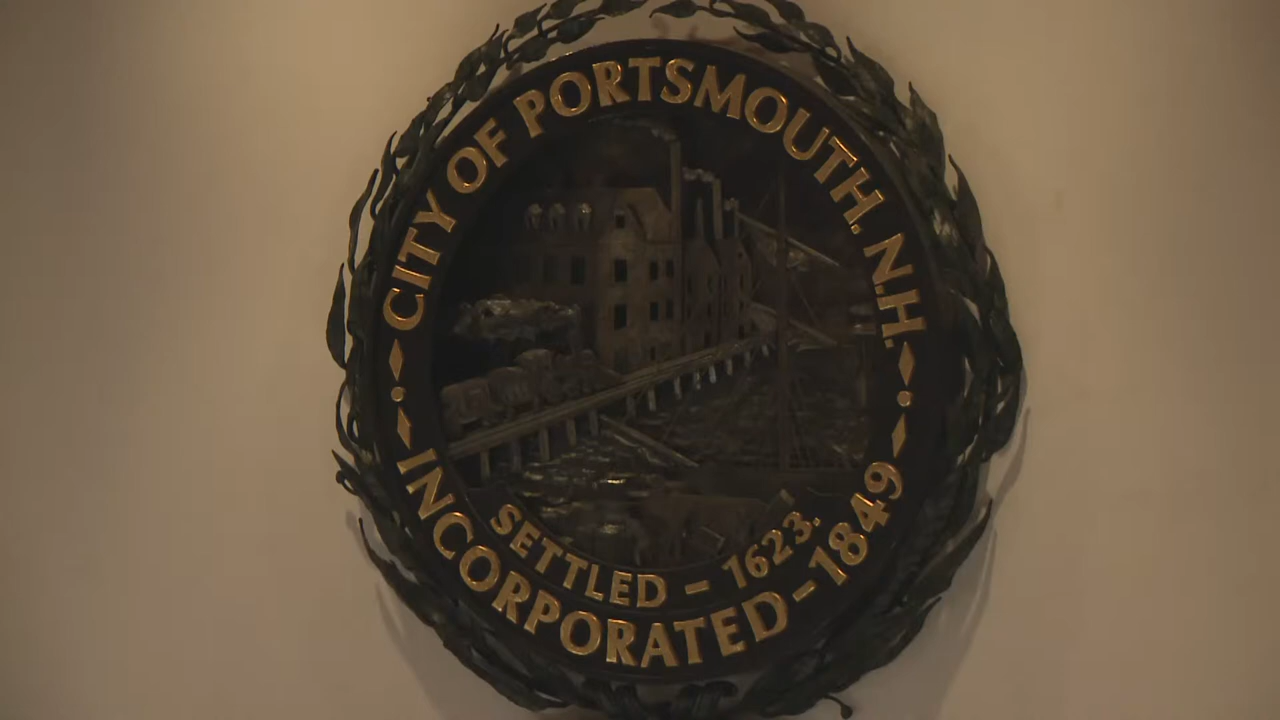 CITY OF PORTSMOUTH. N.H.
SETTLED – 1623.
INCORPORATED – 1849